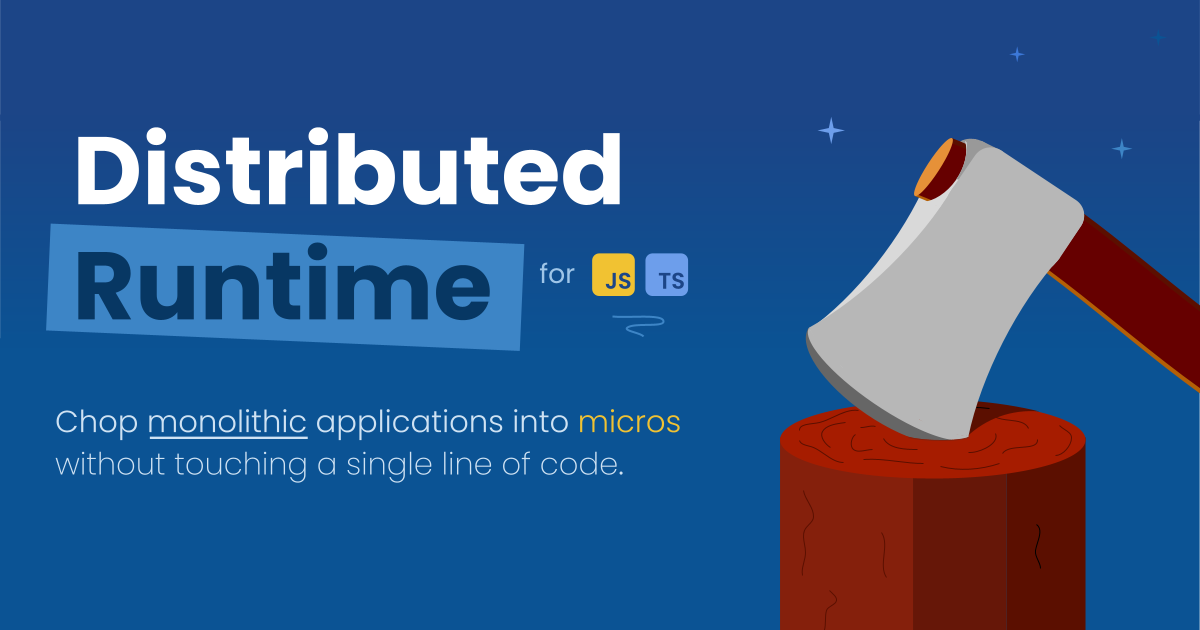 Distributed
Runtime for JS TS
Chop monolithic applications into micros
without touching a single line of code.